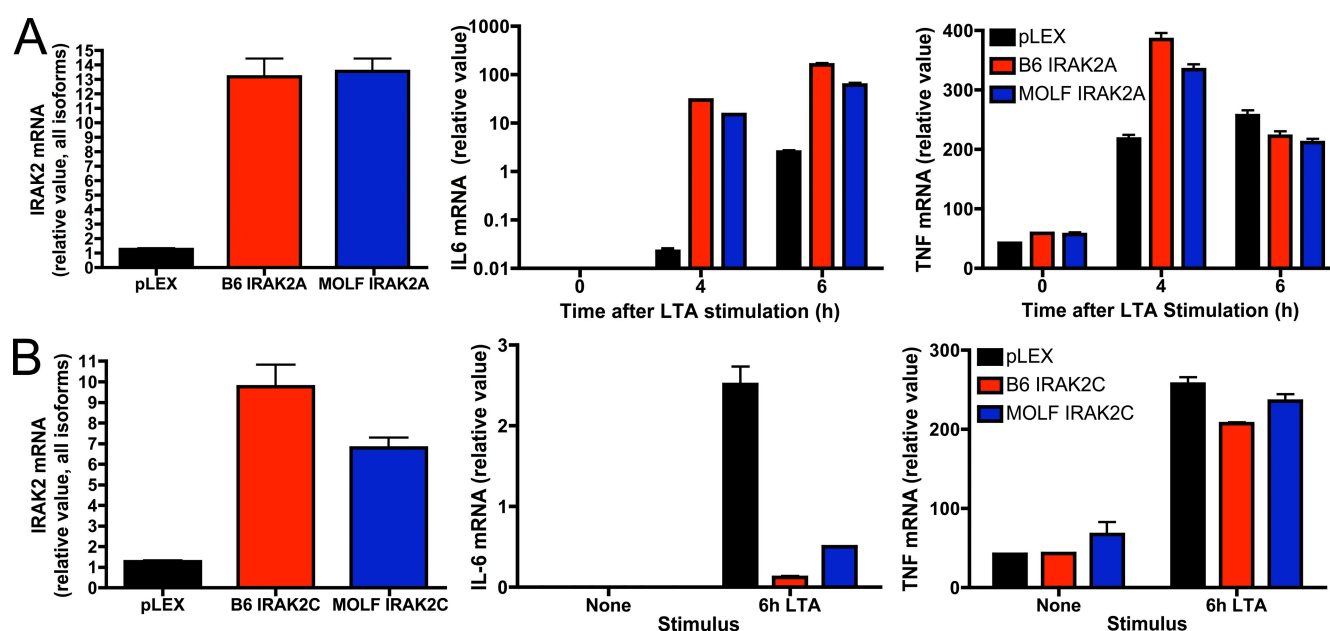 A
IRAK2 mRNA
(relative value, all isoforms)
15
14
13
12
11
10
9
8
7
6
5
4
3
2
1
0
pLEX B6 IRAK2A MOLF IRAK2A
IL6 mRNA (relative value)
1000
100
10
1
0.01
0.01
0 4 6
Time after LTA stimulation (h)
TNF mRNA (relative value)
400
300
200
100
0
pLEX
B6 IRAK2A
MOLF IRAK2A
0 4 6
Time after LTA Stimulation (h)
B
IRAK2 mRNA
(relative value, all isoforms)
11
10
9
8
7
6
5
4
3
2
1
0
pLEX B6 IRAK2C MOLF IRAK2C
IL-6 mRNA (relative value)
3
2
1
0
None 6h LTA
Stimulus
TNF mRNA (relative value)
300
200
100
0
pLEX
B6 IRAK2C
MOLF IRAK2C
None 6h LTA
Stimulus